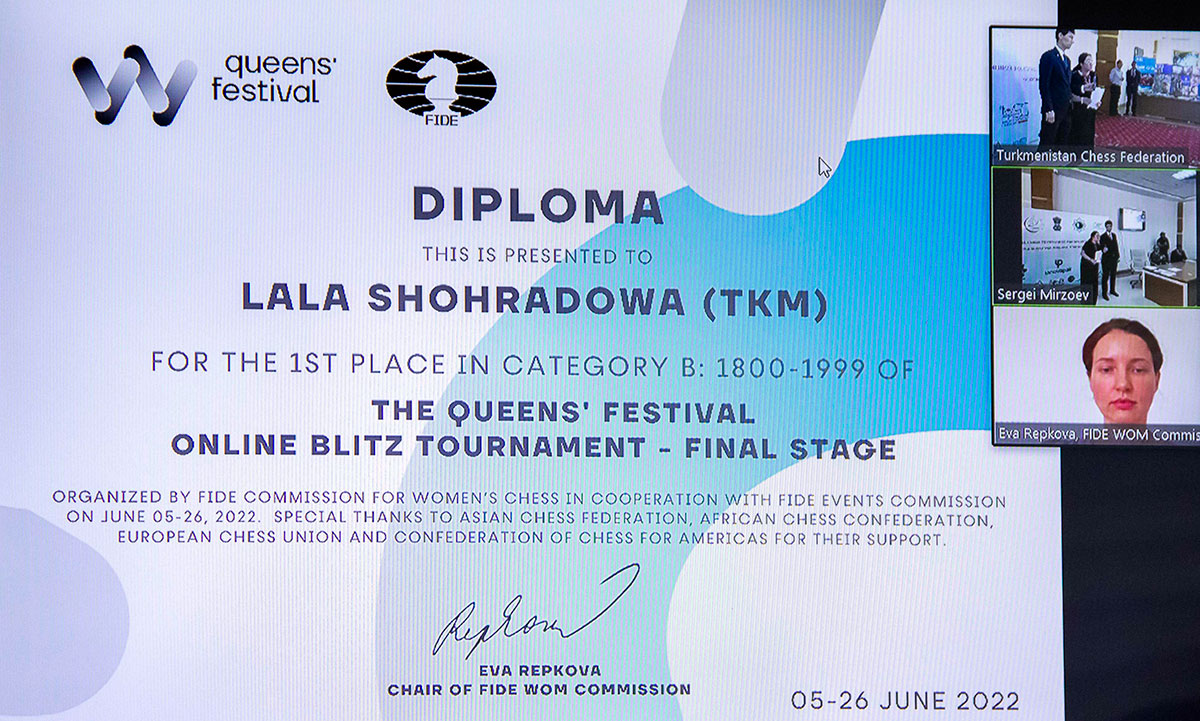 queens'
festival
FIDE
DIPLOMA
THIS IS PRESENTED TO
LALA SHOHRADOWA (TKM)
FOR THE 1ST PLACE IN CATEGORY B: 1800-1999 OF
THE QUEENS' FESTIVAL
ONLINE BLITZ TOURNAMENT - FINAL STAGE
ORGANIZED BY FIDE COMMISSION FOR WOMEN'S CHESS IN COOPERATION WITH FIDE EVENTS COMMISSION
ON JUNE 05-26, 2022. SPECIAL THANKS TO ASIAN CHESS FEDERATION, AFRICAN CHESS CONFEDERATION,
EUROPEAN CHESS UNION AND CONFEDERATION OF CHESS FOR AMERICAS FOR THEIR SUPPORT.
Repkova
EVA REPKOVA
CHAIR OF FIDE WOM COMMISSION
05-26 JUNE 2022
Turkmenistan Chess Federation
Sergei Mirzoev
Eva Repkova, FIDE WOM Commis